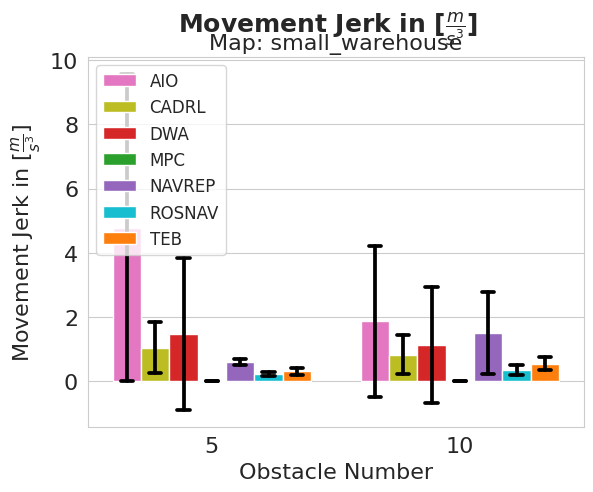 Movement Jerk in [m/s³]
Map: small_warehouse
Movement Jerk in [m/s³]
10
8
6
4
2
0
AIO
CADRL
DWA
MPC
NAVREP
ROSNAV
TEB
5
10
Obstacle Number